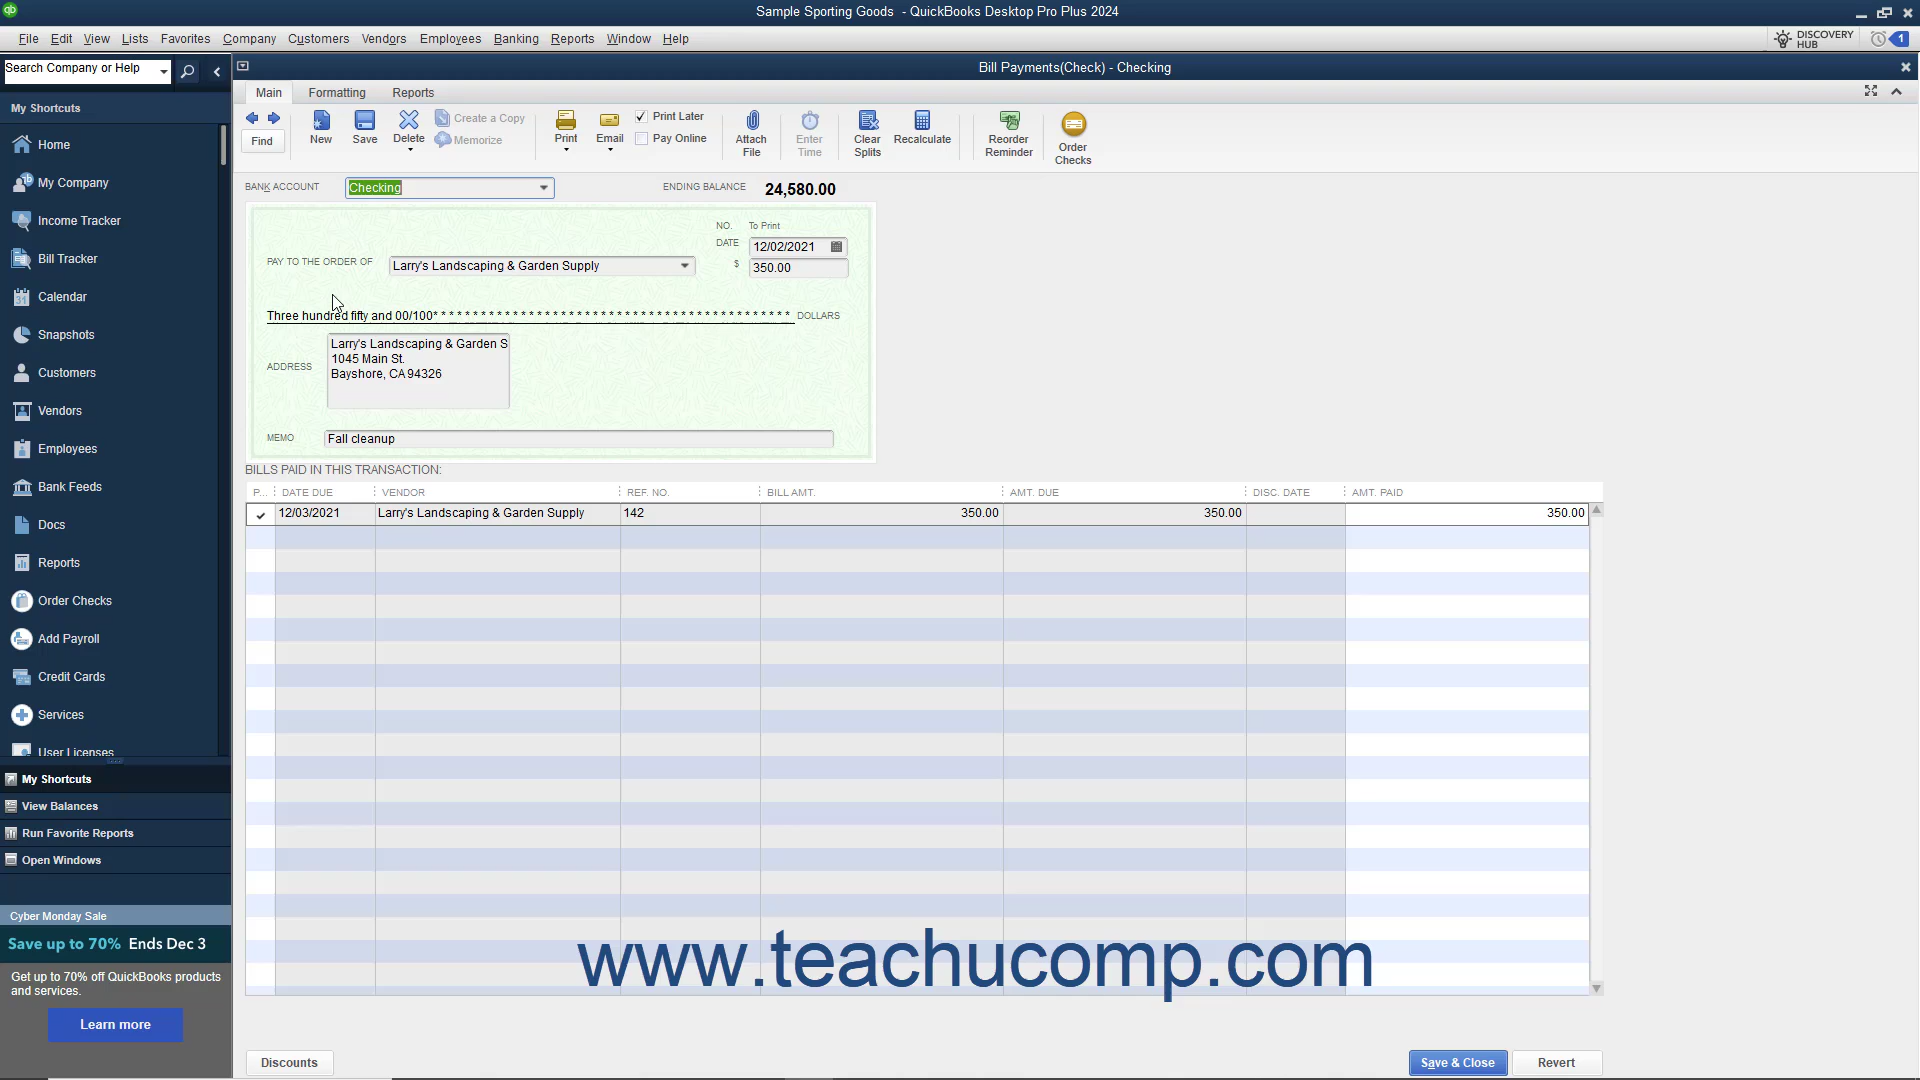 Sample Sporting Goods - QuickBooks Desktop Pro Plus 2024
File Edit View Lists Favorites Company Customers Vendors Employees Banking Reports Window Help
DISCOVERY HUB
1
Search Company or Help
Bill Payments(Check) - Checking
My Shortcuts
Home
My Company
Income Tracker
Bill Tracker
Calendar
Snapshots
Customers
Vendors
Employees
Bank Feeds
Docs
Reports
Order Checks
Add Payroll
Credit Cards
Services
User Licenses
My Shortcuts
View Balances
Run Favorite Reports
Open Windows
Cyber Monday Sale
Save up to 70% Ends Dec 3
Get up to 70% off QuickBooks products
and services.
Learn more
Main Formatting Reports
Find
New
Save
Delete
Create a Copy
Memorize
Print
Email
Print Later
Pay Online
Attach File
Enter Time
Clear Splits
Recalculate
Reorder Reminder
Order Checks
BANK ACCOUNT Checking ENDING BALANCE 24,580.00
NO. To Print
DATE 12/02/2021
PAY TO THE ORDER OF Larry's Landscaping & Garden Supply $ 350.00
Three hundred fifty and 00/100* * * * * * * * * * * * * * * * * * * * * * * * * * * * * * * * * * * * * * * * * * * * DOLLARS
ADDRESS
Larry's Landscaping & Garden S
1045 Main St.
Bayshore, CA 94326
MEMO Fall cleanup
BILLS PAID IN THIS TRANSACTION:
P... DATE DUE VENDOR REF. NO. BILL AMT. AMT. DUE DISC. DATE AMT. PAID
12/03/2021 Larry's Landscaping & Garden Supply 142 350.00 350.00 350.00
www.teachucomp.com
Discounts Save & Close Revert